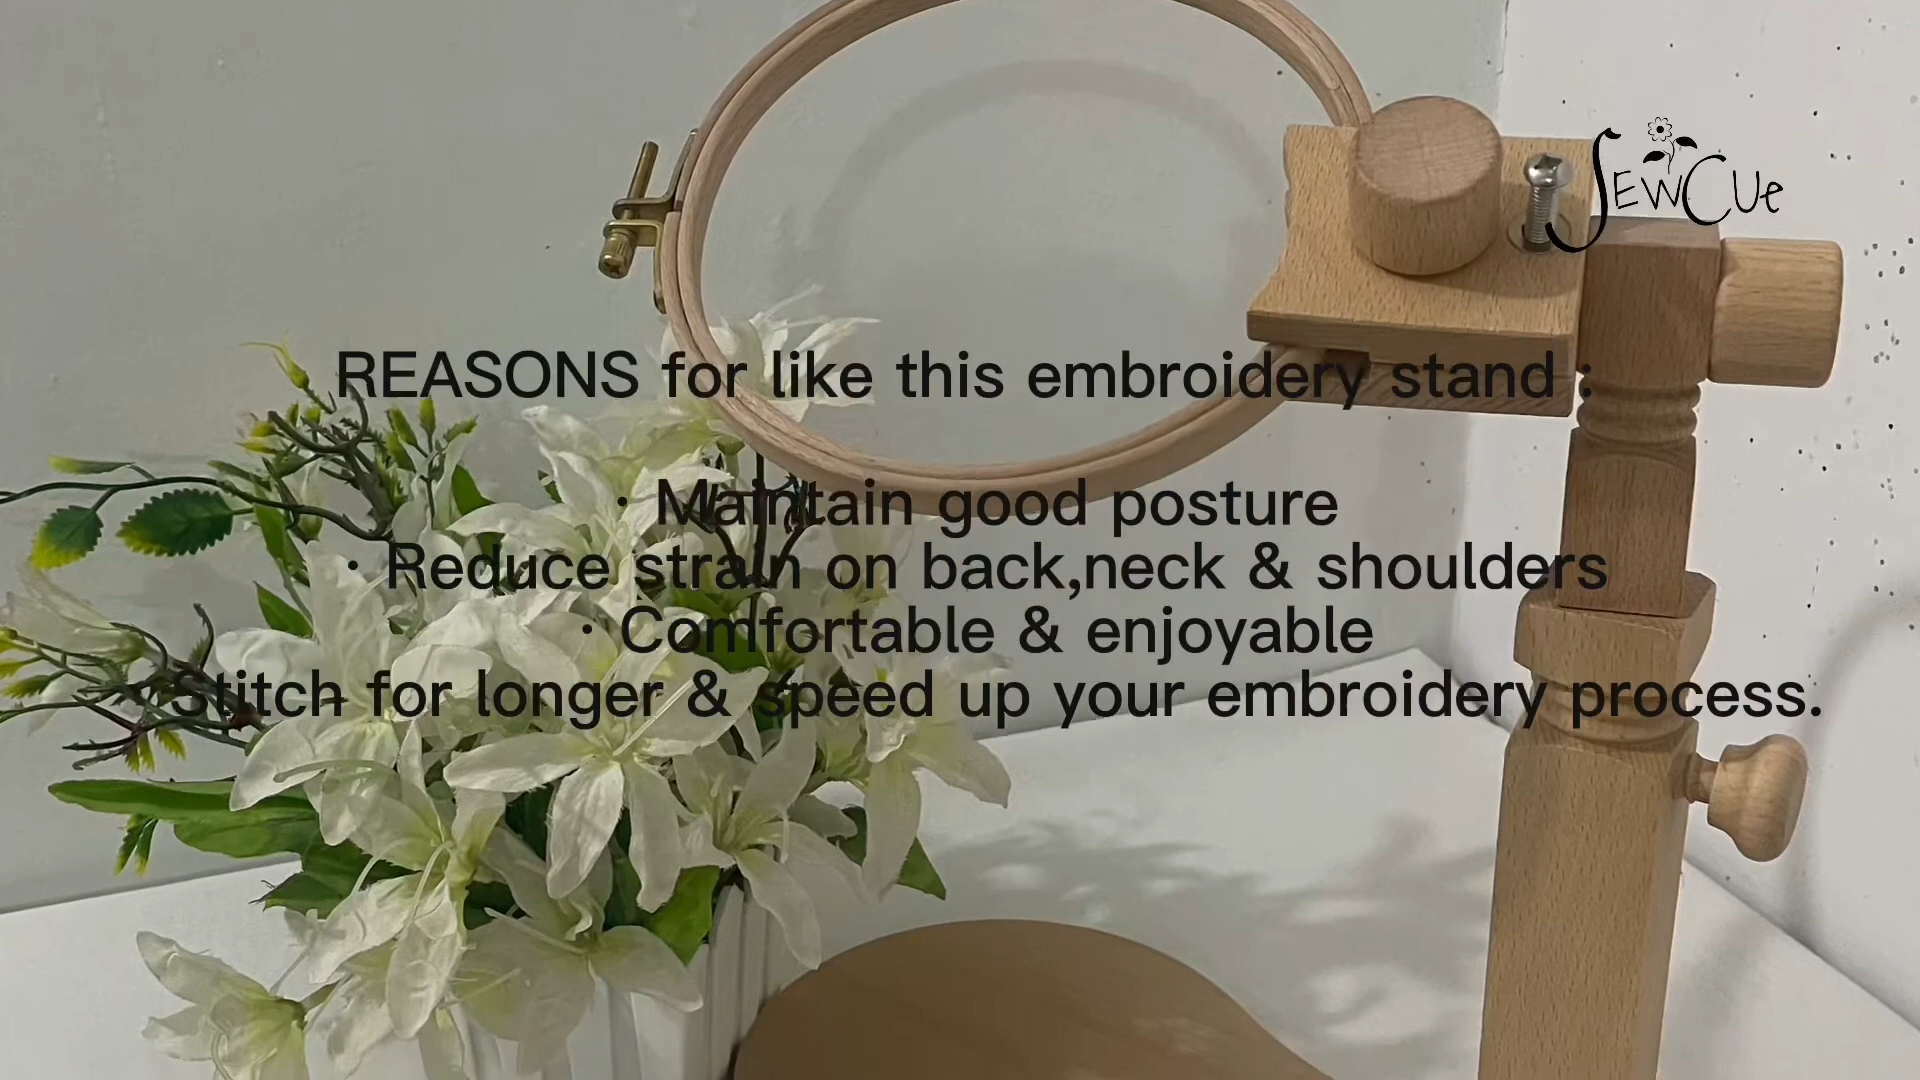 SewCUe
REASONS for like this embroidery stand :
· Maintain good posture
· Reduce strain on back,neck & shoulders
· Comfortable & enjoyable
Stitch for longer & speed up your embroidery process.